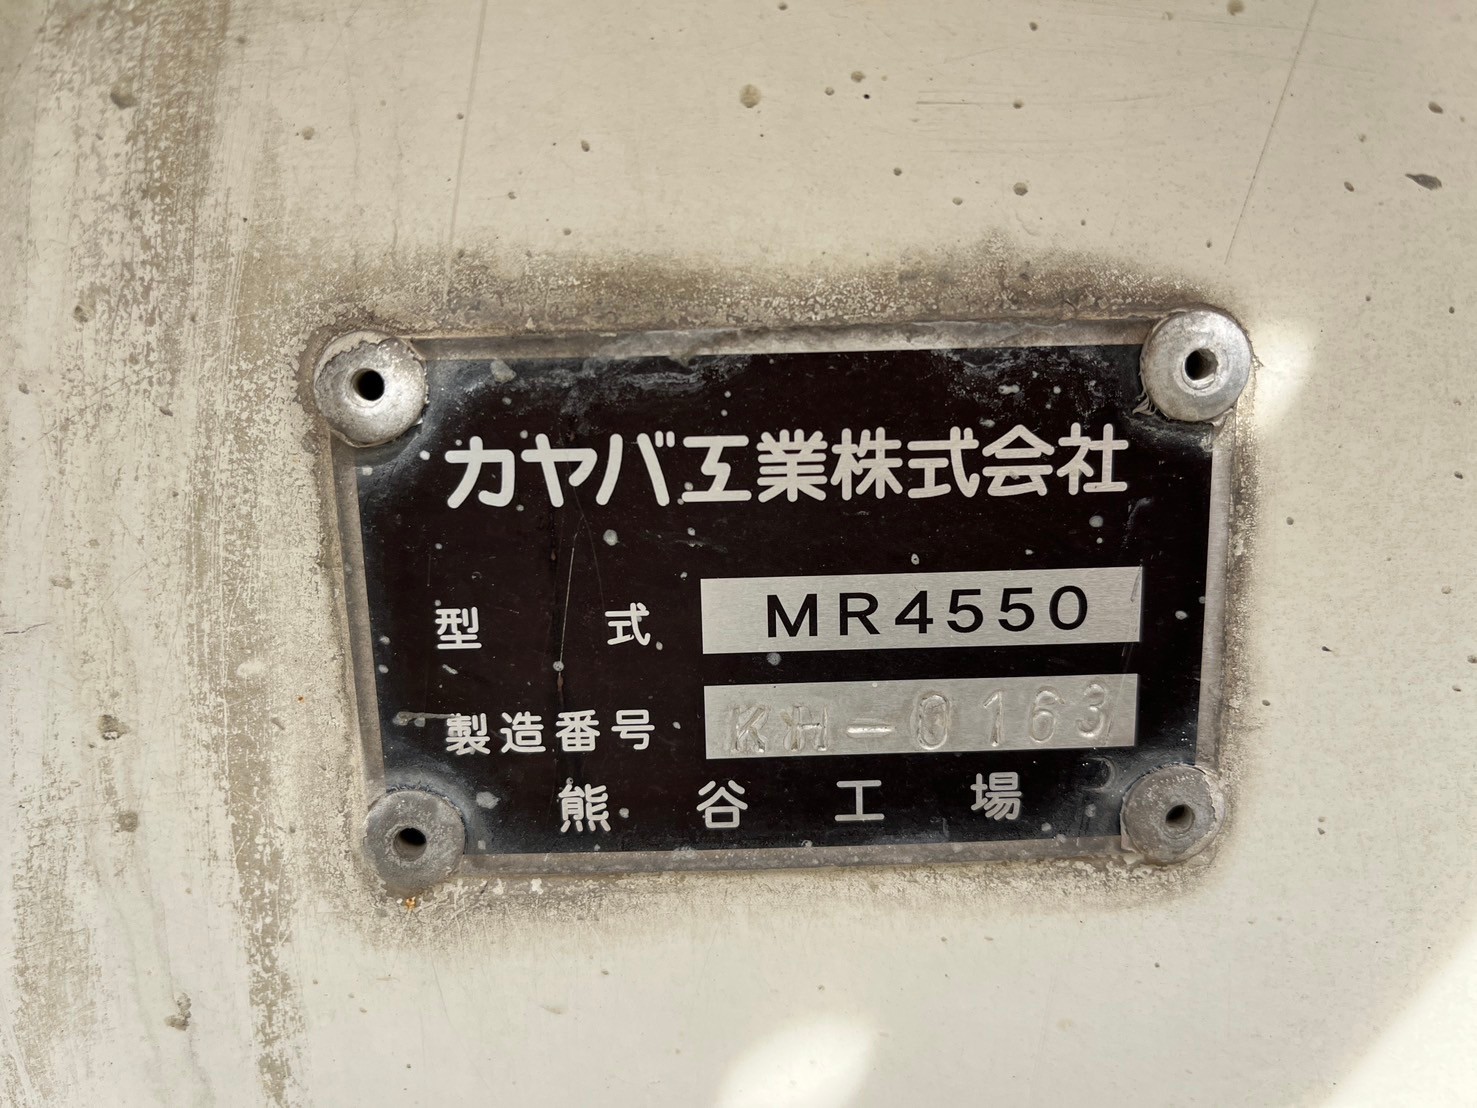 カヤバ工業株式会社
型式 MR4550
製造番号 KH-0163
熊谷工場